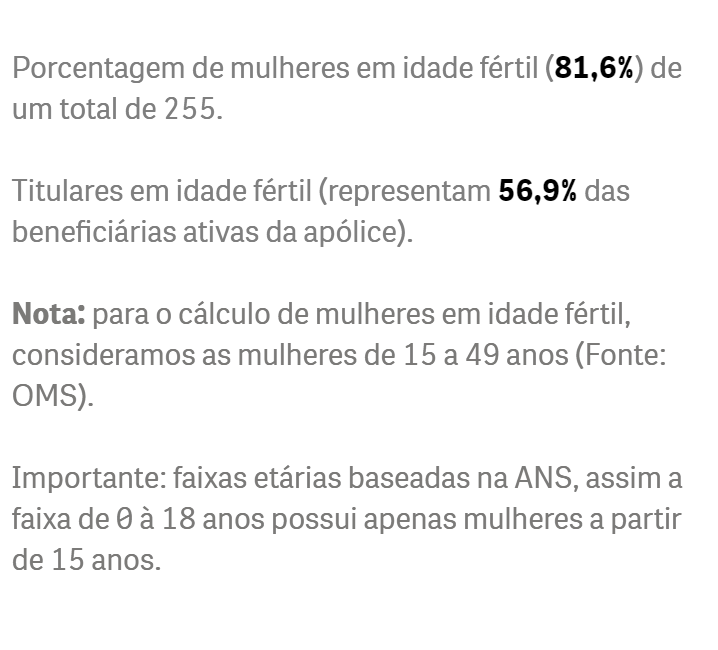 Porcentagem de mulheres em idade fértil (81,6%) de
um total de 255.
Titulares em idade fértil (representam 56,9% das
beneficiárias ativas da apólice).
Nota: para o cálculo de mulheres em idade fértil,
consideramos as mulheres de 15 a 49 anos (Fonte:
OMS).
Importante: faixas etárias baseadas na ANS, assim a
faixa de 0 à 18 anos possui apenas mulheres a partir
de 15 anos.